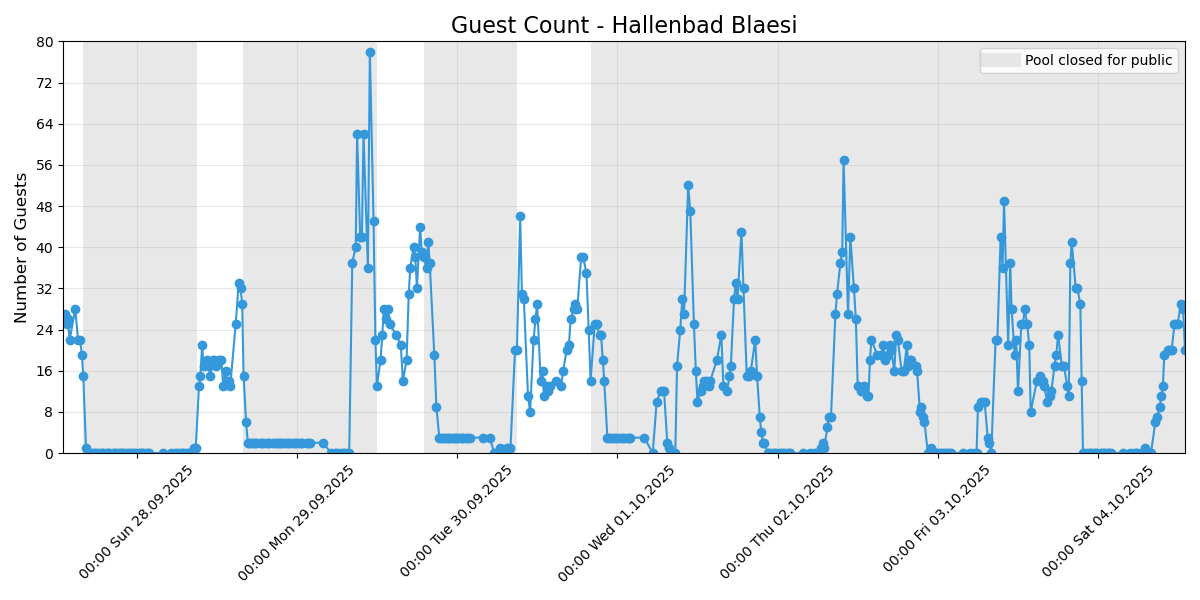 Guest Count - Hallenbad Blaesi
Pool closed for public
Number of Guests
80
72
64
56
48
40
32
24
16
8
0
00:00 Sun 28.09.2025
00:00 Mon 29.09.2025
00:00 Tue 30.09.2025
00:00 Wed 01.10.2025
00:00 Thu 02.10.2025
00:00 Fri 03.10.2025
00:00 Sat 04.10.2025